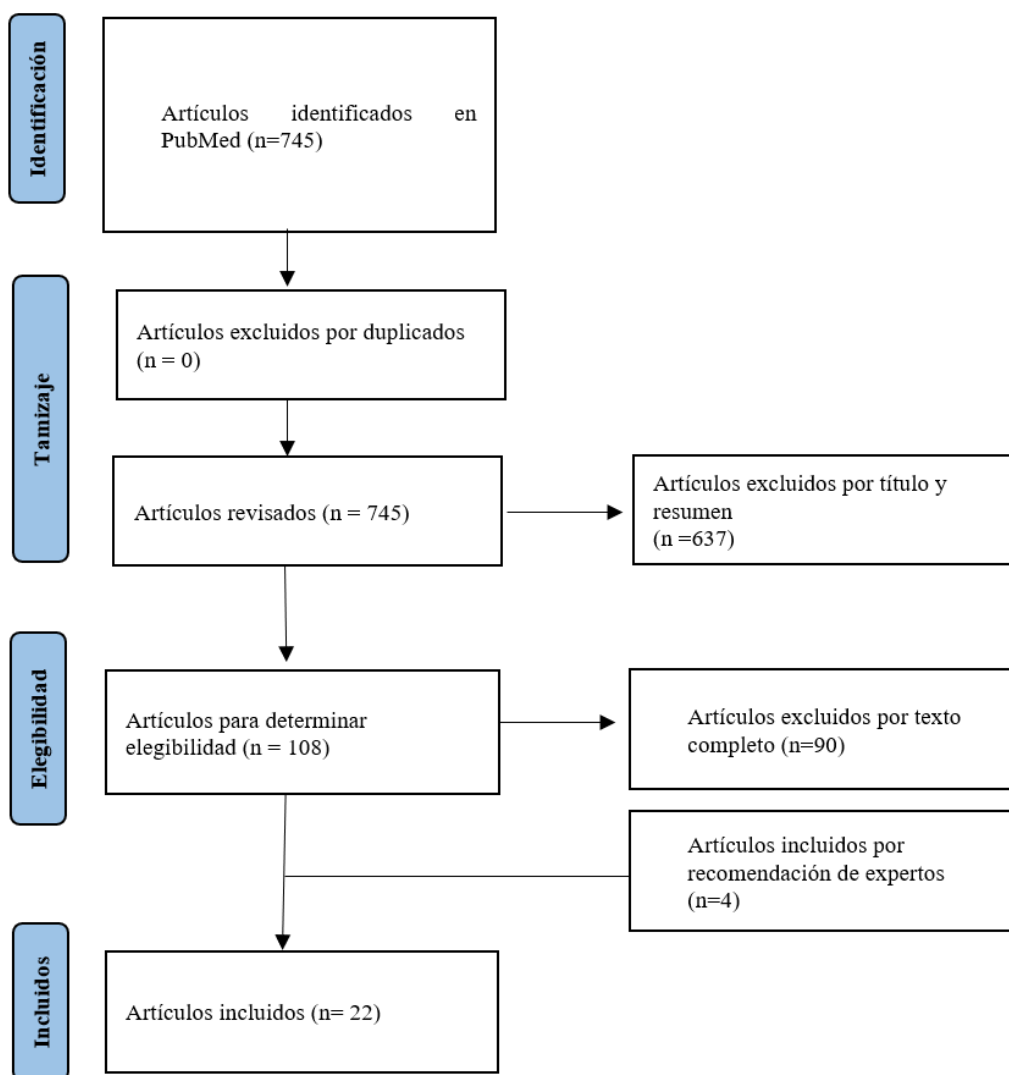 Identificación
Artículos identificados en
PubMed (n=745)
Tamizaje
Artículos excluidos por duplicados
(n = 0)
Artículos revisados (n = 745)
Artículos excluidos por título y
resumen
(n =637)
Elegibilidad
Artículos para determinar
elegibilidad (n = 108)
Artículos excluidos por texto
completo (n=90)
Artículos incluidos por
recomendación de expertos
(n=4)
Incluidos
Artículos incluidos (n= 22)